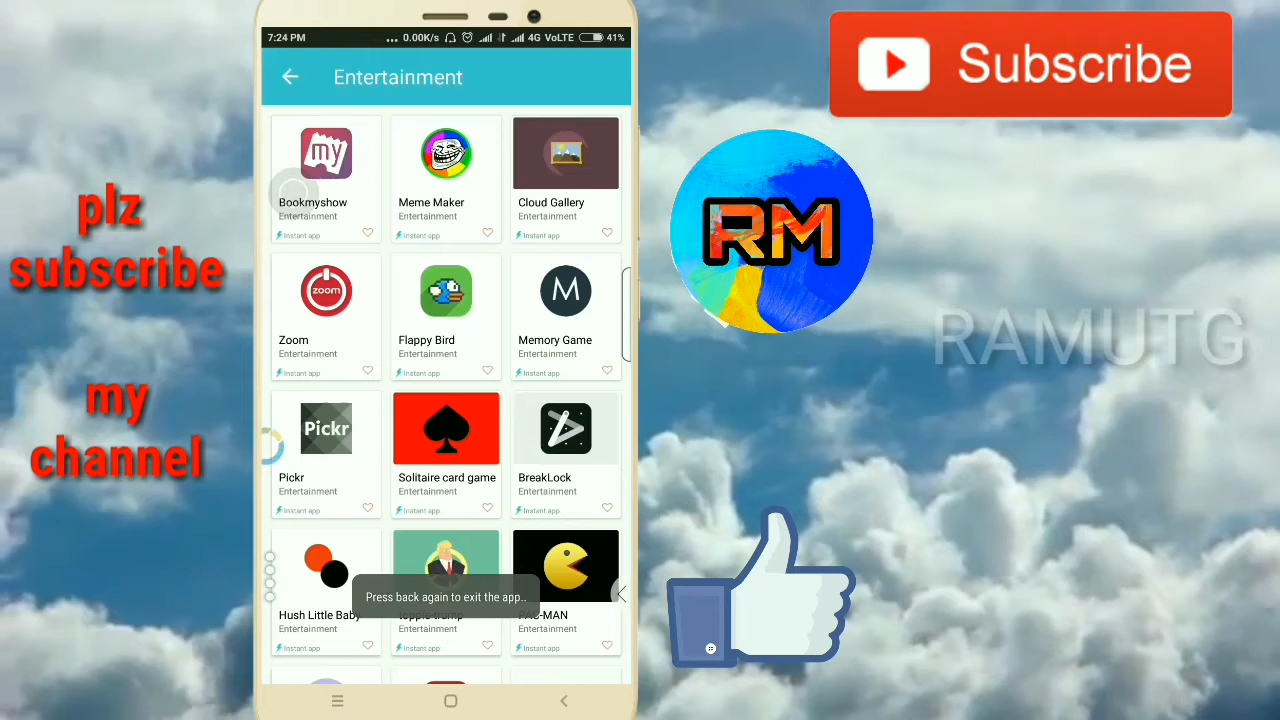 7:24 PM
... 0.00K/s 4G VoLTE 41%
Entertainment
my
Bookmyshow
Entertainment
Instant app
Meme Maker
Entertainment
Instant app
Cloud Gallery
Entertainment
Instant app
zoom
Zoom
Entertainment
Instant app
Flappy Bird
Entertainment
Instant app
M
Memory Game
Entertainment
Instant app
Pickr
Pickr
Entertainment
Instant app
Solitaire card game
Entertainment
Instant app
BreakLock
Entertainment
Instant app
Hush Little Baby
Entertainment
Instant app
Entertainment
Instant app
PAC-MAN
Entertainment
Instant app
Press back again to exit the app..
plz
subscribe
my
channel
Subscribe
RM
RAMUTG